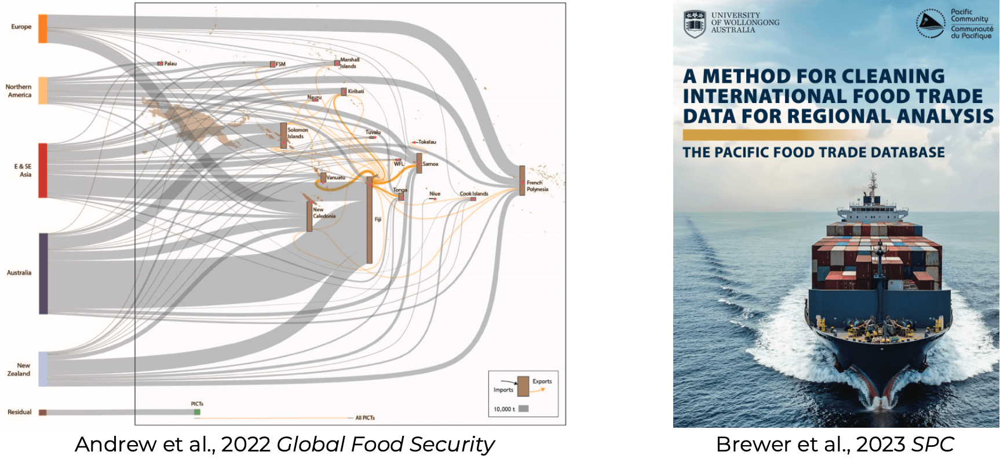 Europe
Northern
America
E & SE
Asia
Australia
New
Zealand
Residual
Palau
FSM
Marshall
Islands
Kiribati
Nauru
Solomon
Islands
Tuvalu
Tokelau
WFL
Samoa
Vanuatu
Tonga
Niue
Cook Islands
French
Polynesia
New
Caledonia
Fiji
PICTs
All PICTs
Imports
Exports
10,000 t
Andrew et al., 2022 Global Food Security
UNIVERSITY
OF WOLLONGONG
AUSTRALIA
Pacific
Community
Communauté
du Pacifique
A METHOD FOR CLEANING
INTERNATIONAL FOOD TRADE
DATA FOR REGIONAL ANALYSIS
THE PACIFIC FOOD TRADE DATABASE
Brewer et al., 2023 SPC